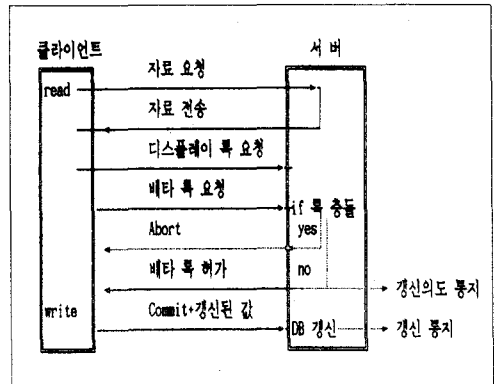 클라이언트
서 버
자료 요청
read
자료 전송
디스플레이 록 요청
배타 록 요청
if 록 충돌
Abort
yes
배타 록 허가
no
갱신의도 통지
write
Commit+갱신된 값
DB 갱신
갱신 통지